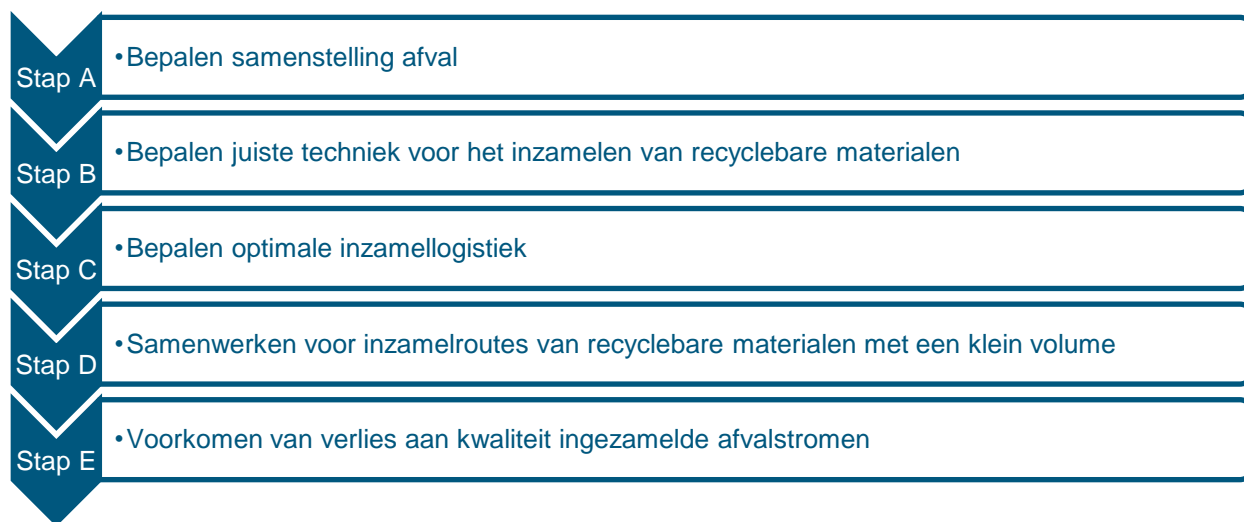 Stap A
•Bepalen samenstelling afval
Stap B
•Bepalen juiste techniek voor het inzamelen van recyclebare materialen
Stap C
•Bepalen optimale inzamellogistiek
Stap D
•Samenwerken voor inzamelroutes van recyclebare materialen met een klein volume
Stap E
•Voorkomen van verlies aan kwaliteit ingezamelde afvalstromen